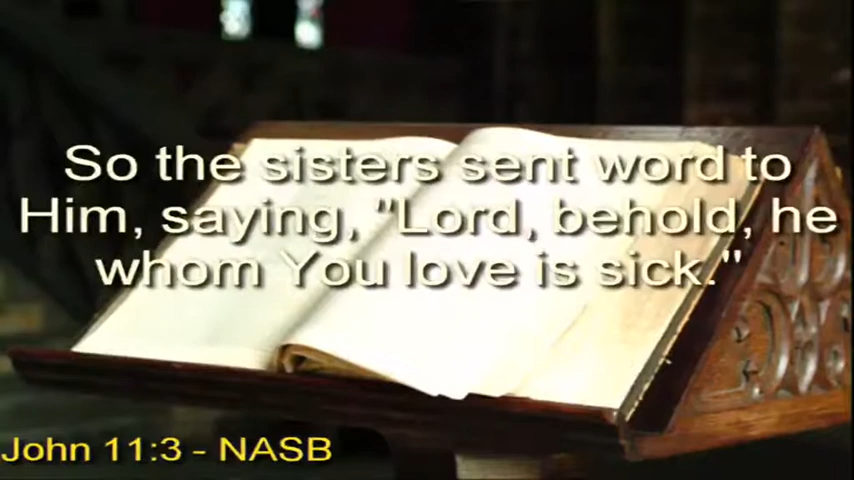 So the sisters sent word to
Him, saying, "Lord, behold, he
whom You love is sick."
John 11:3 - NASB